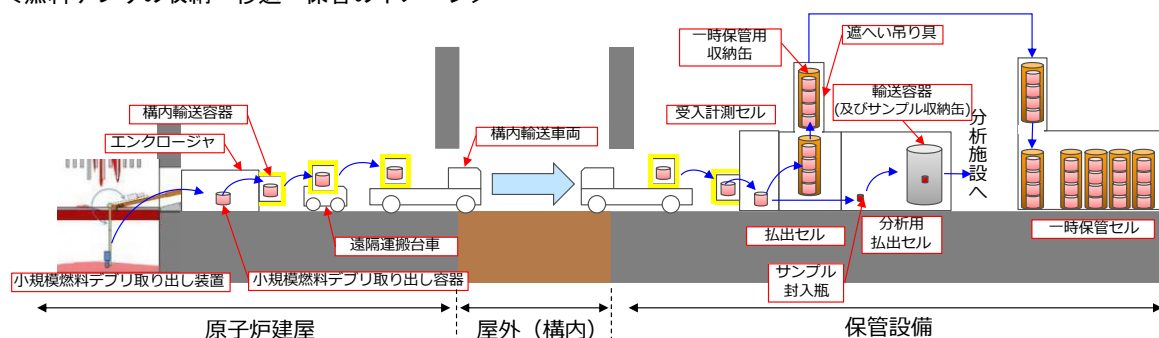 一時保管用
収納缶
遮へい吊り具
構内輸送容器
エンクロージャ
構内輸送車両
受入計測セル
輸送容器
(及びサンプル収納缶)
分析施設へ
遠隔運搬台車
払出セル
分析用
払出セル
一時保管セル
小規模燃料デブリ取り出し装置
小規模燃料デブリ取り出し容器
サンプル
封入瓶
原子炉建屋
屋外（構内）
保管設備